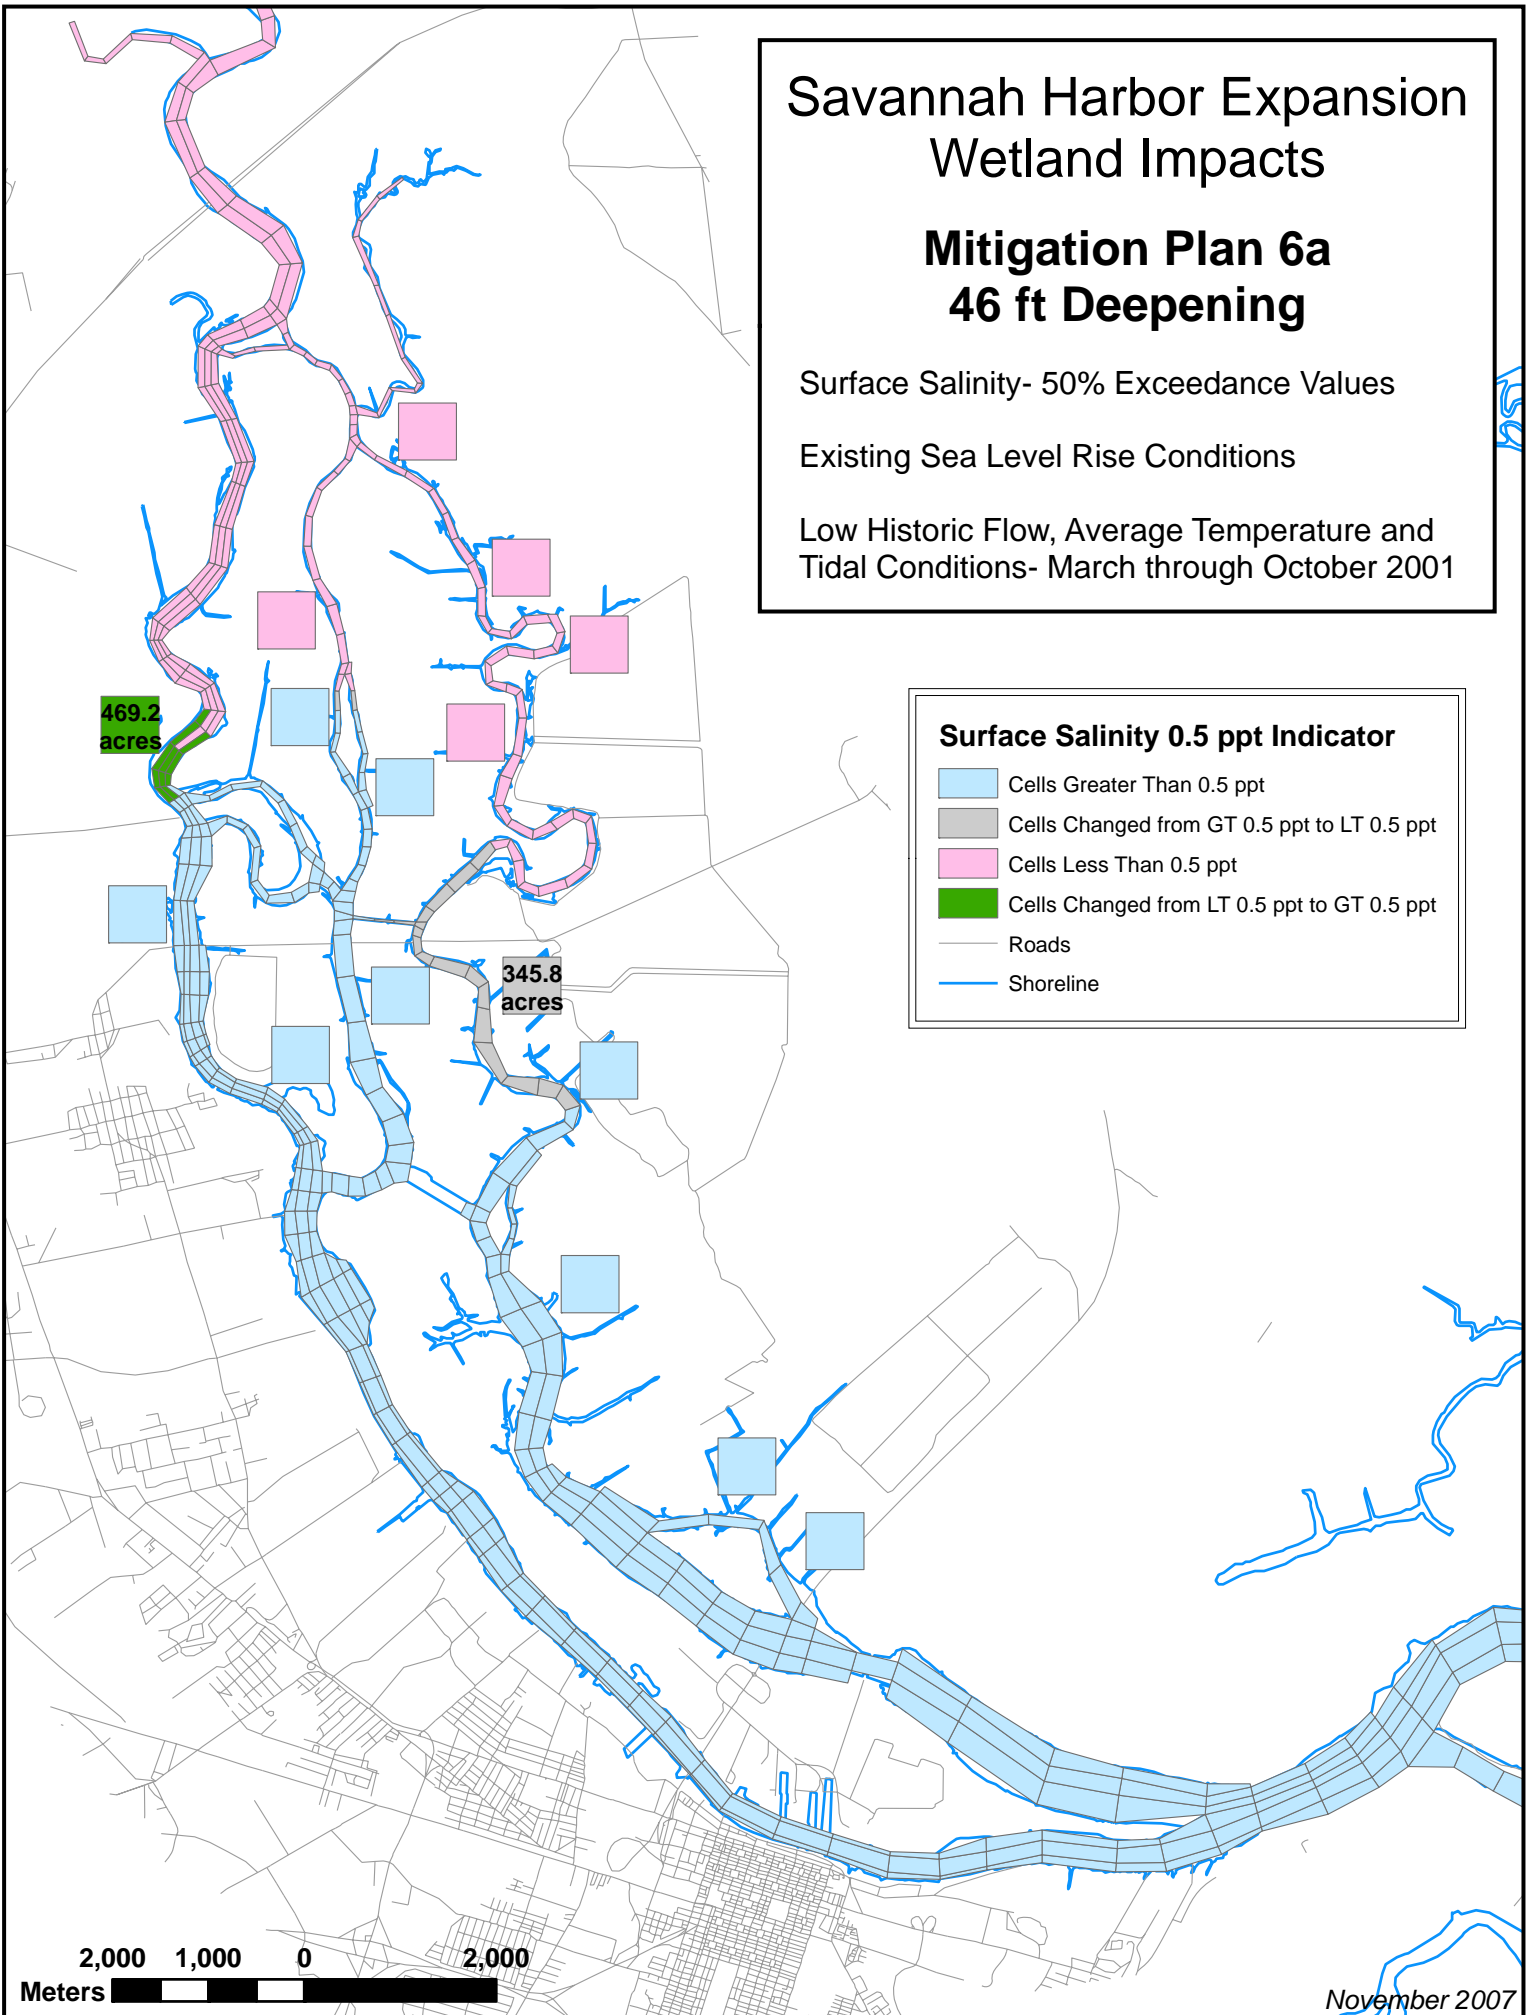 Savannah Harbor Expansion
Wetland Impacts
Mitigation Plan 6a
46 ft Deepening
Surface Salinity- 50% Exceedance Values
Existing Sea Level Rise Conditions
Low Historic Flow, Average Temperature and
Tidal Conditions- March through October 2001
469.2
acres
Surface Salinity 0.5 ppt Indicator
Cells Greater Than 0.5 ppt
Cells Changed from GT 0.5 ppt to LT 0.5 ppt
Cells Less Than 0.5 ppt
Cells Changed from LT 0.5 ppt to GT 0.5 ppt
Roads
Shoreline
345.8
acres
2,000 1,000 0 2,000
Meters
November 2007